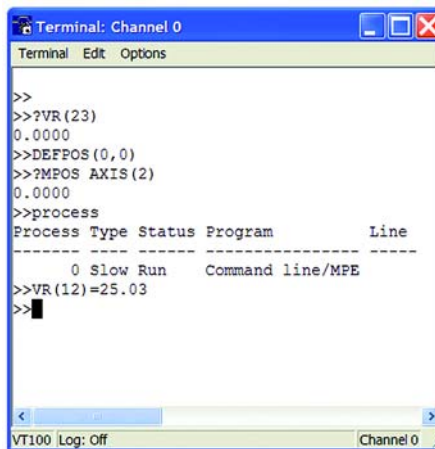 Terminal: Channel 0
Terminal Edit Options
>>
>>?VR(23)
0.0000
>>DEFPOS(0,0)
>>?MPOS AXIS(2)
0.0000
>>process
Process Type Status Program Line
------- ---- ------ ---------------- -----
0 Slow Run Command line/MPE
>>VR(12)=25.03
>>
VT100 Log: Off Channel 0